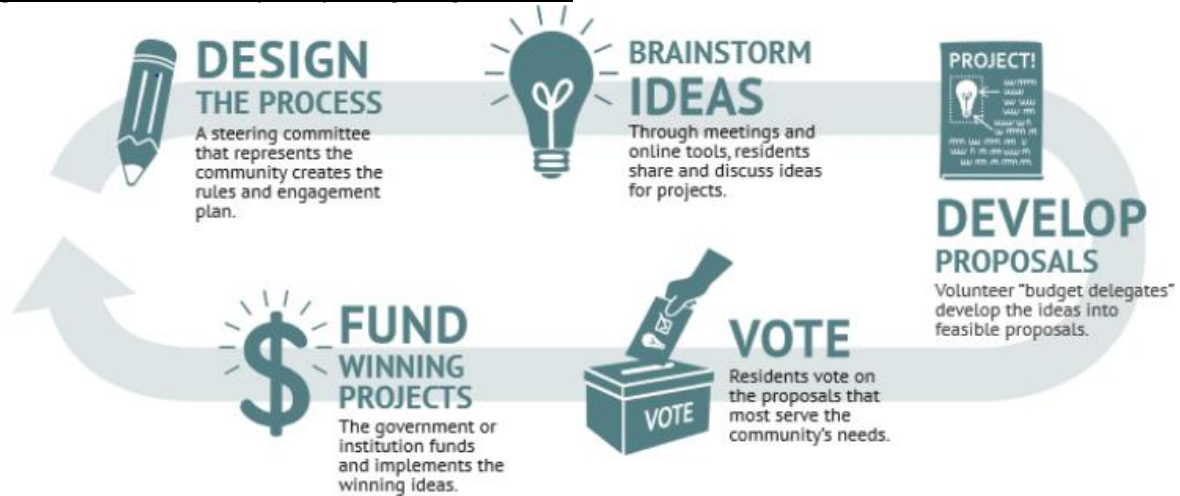 DESIGN
THE PROCESS
A steering committee
that represents the
community creates the
rules and engagement
plan.
BRAINSTORM
IDEAS
Through meetings and
online tools, residents
share and discuss ideas
for projects.
PROJECT!
DEVELOP
PROPOSALS
Volunteer "budget delegates"
develop the ideas into
feasible proposals.
VOTE
Residents vote on
the proposals that
most serve the
community's needs.
VOTE
FUND
WINNING
PROJECTS
The government or
institution funds
and implements the
winning ideas.